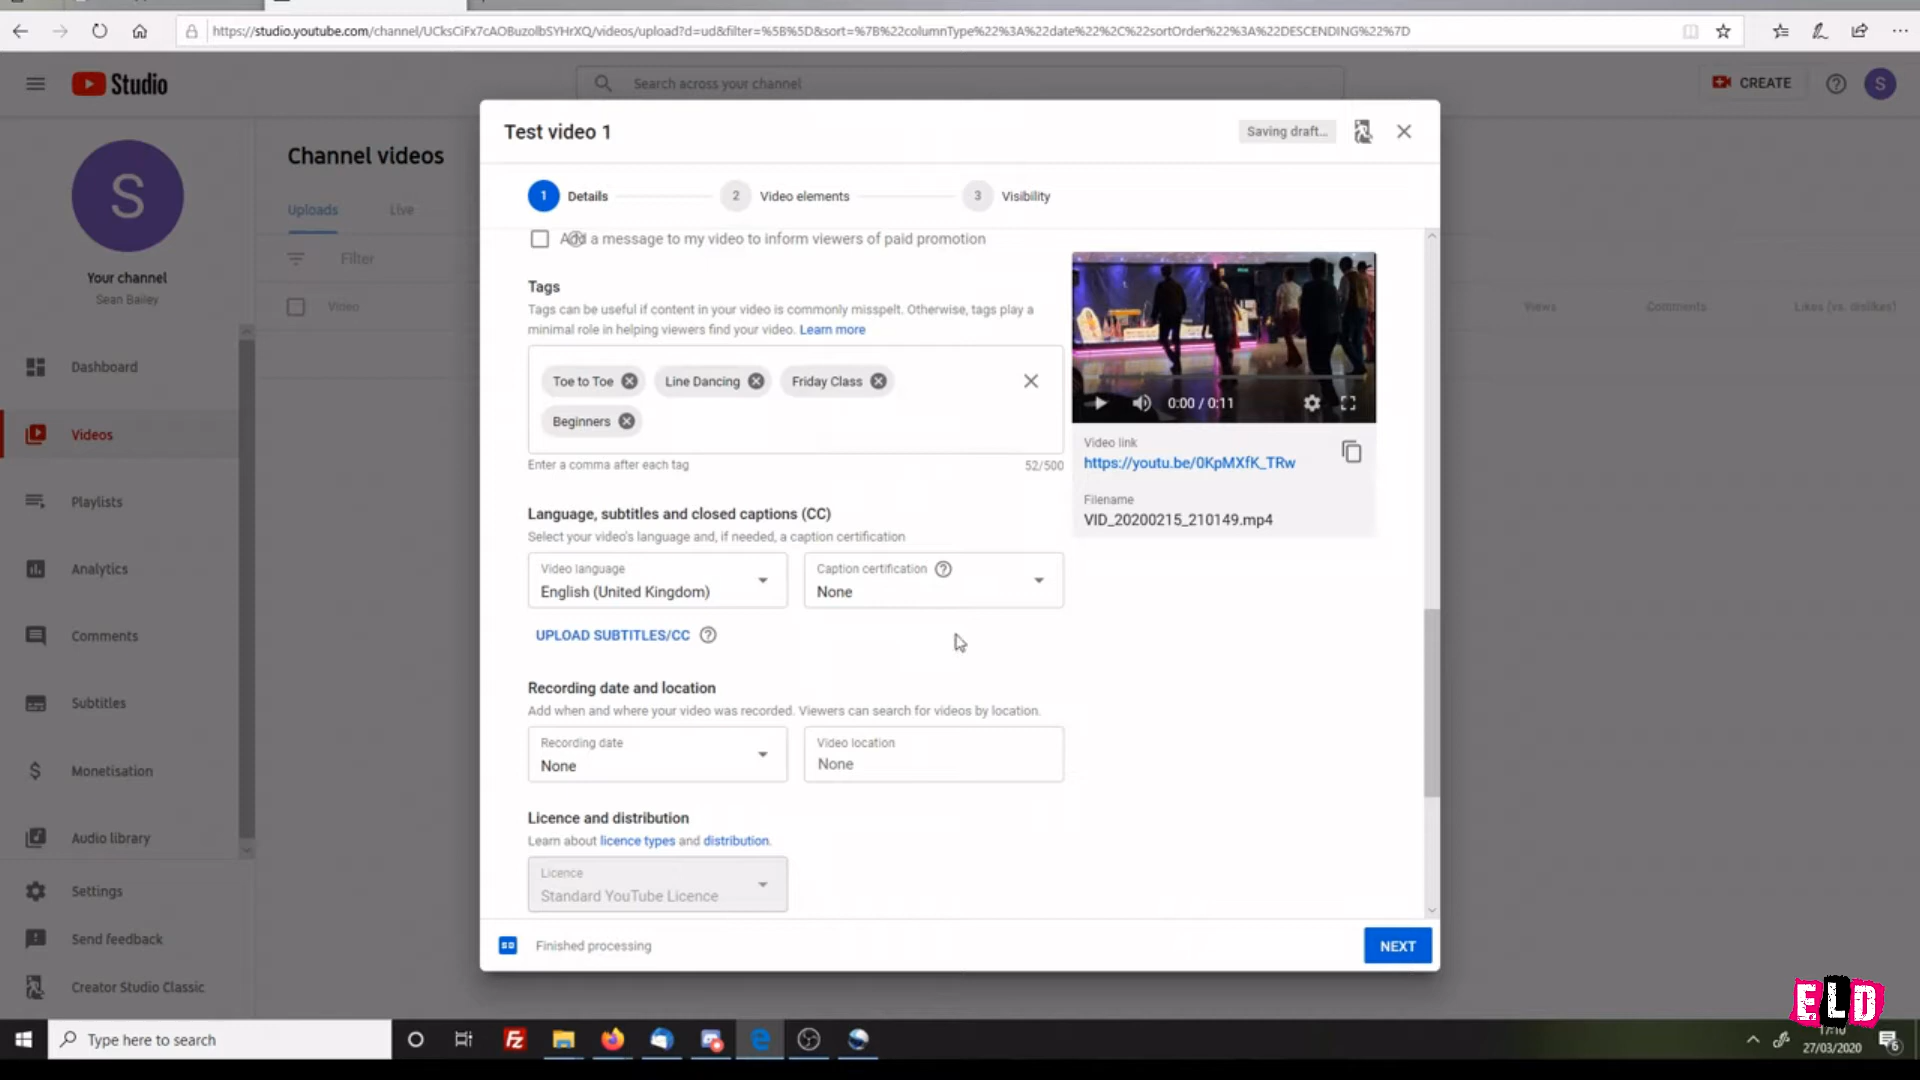 https://studio.youtube.com/channel/UCksCiFx7cAOBuzolbSYHrXQ/videos/upload?d=ud&filter=%5B%5D&sort=%7B%22columnType%22%3A%22date%22%2C%22sortOrder%22%3A%22DESCENDING%22%7D
Studio
Search across your channel
CREATE
S
S
Your channel
Sean Bailey
Dashboard
Videos
Playlists
Analytics
Comments
Subtitles
Monetisation
Audio library
Settings
Send feedback
Creator Studio Classic
Channel videos
Uploads
Live
Filter
Video
Views
Comments
Likes (vs. dislikes)
Test video 1
Saving draft...
1 Details
2 Video elements
3 Visibility
Add a message to my video to inform viewers of paid promotion
Tags
Tags can be useful if content in your video is commonly misspelt. Otherwise, tags play a
minimal role in helping viewers find your video. Learn more
Toe to Toe
Line Dancing
Friday Class
Beginners
Enter a comma after each tag
52/500
Language, subtitles and closed captions (CC)
Select your video's language and, if needed, a caption certification
Video language
English (United Kingdom)
Caption certification
None
UPLOAD SUBTITLES/CC
Recording date and location
Add when and where your video was recorded. Viewers can search for videos by location.
Recording date
None
Video location
None
Licence and distribution
Learn about licence types and distribution.
Licence
Standard YouTube Licence
0:00 / 0:11
Video link
https://youtu.be/0KpMXfK_TRw
Filename
VID_20200215_210149.mp4
SD
Finished processing
NEXT
ELD
Type here to search
17:10
27/03/2020
6